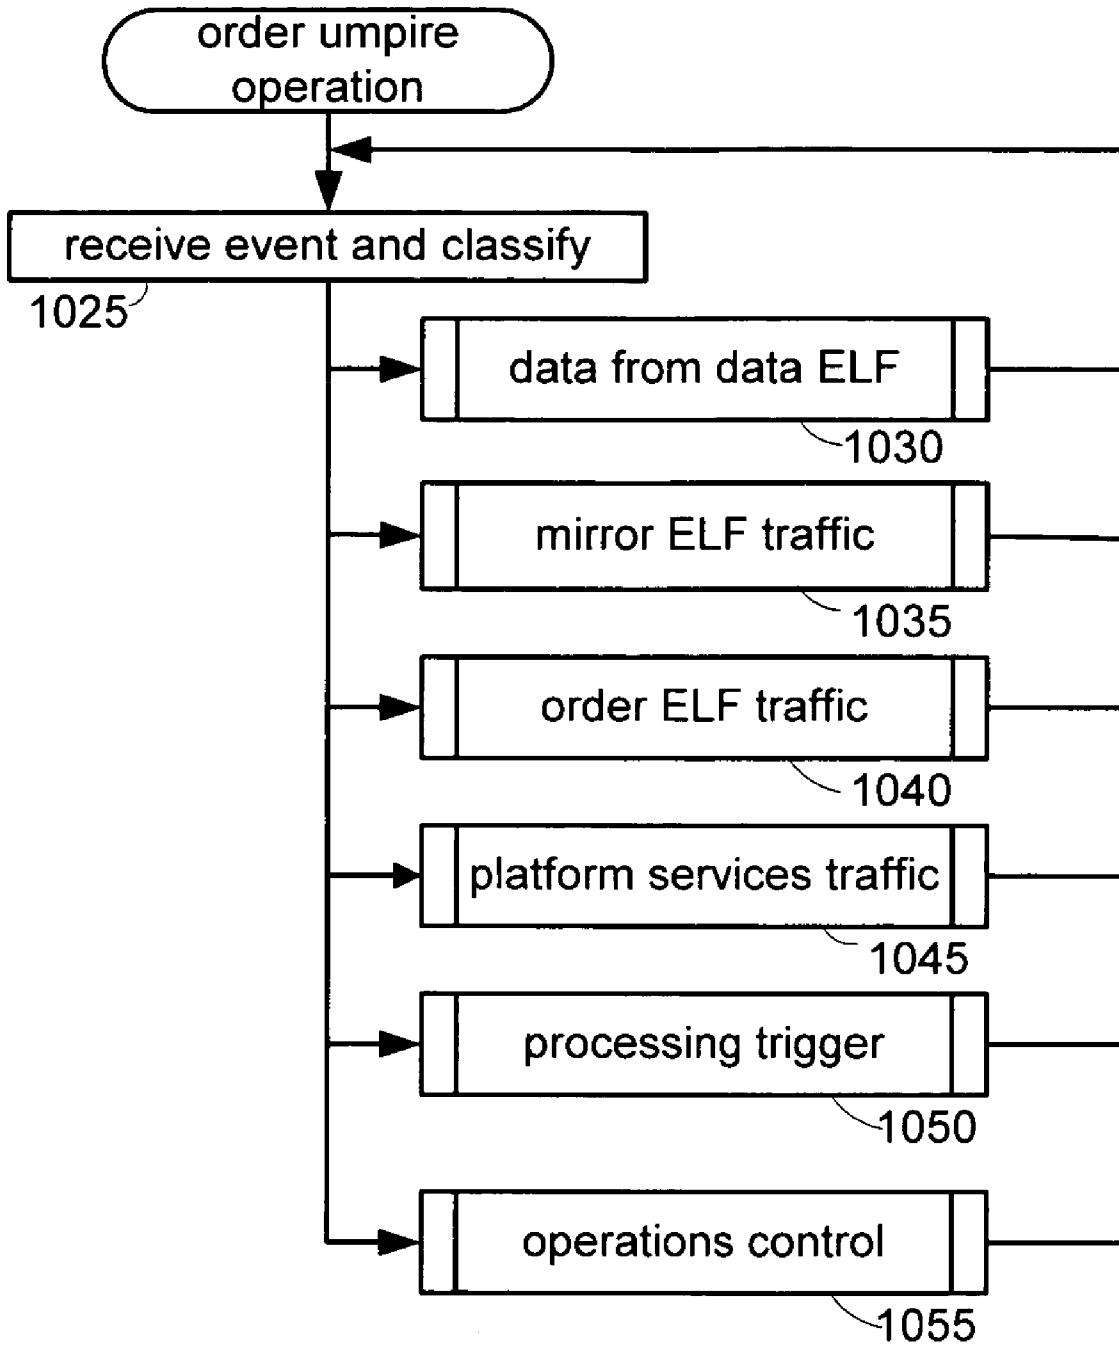 order umpire
operation
receive event and classify
1025
data from data ELF
1030
mirror ELF traffic
1035
order ELF traffic
1040
platform services traffic
1045
processing trigger
1050
operations control
1055